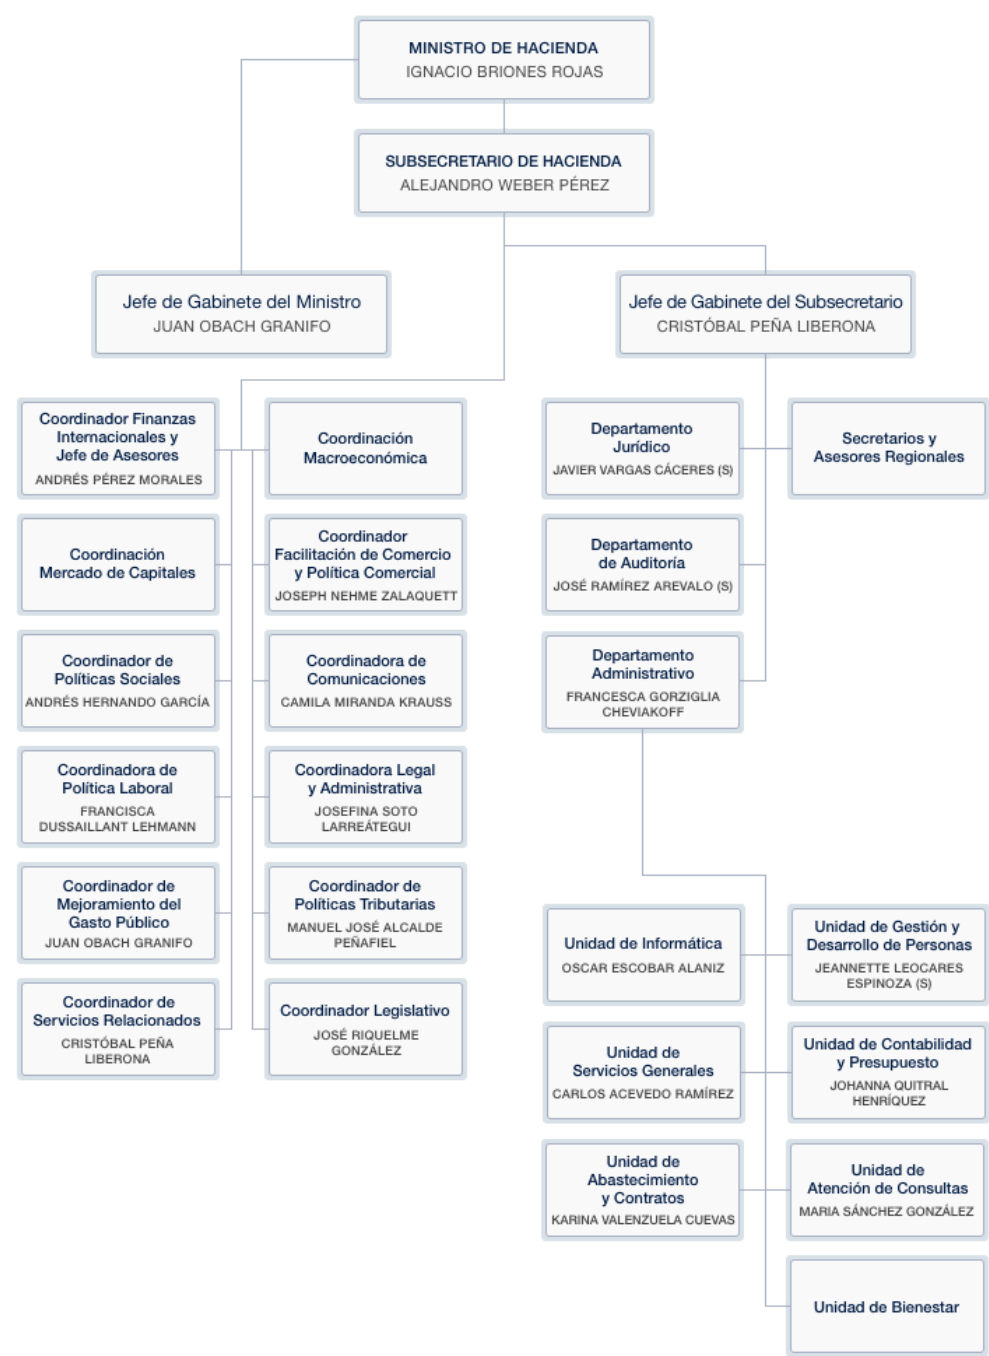 MINISTRO DE HACIENDA
IGNACIO BRIONES ROJAS
SUBSECRETARIO DE HACIENDA
ALEJANDRO WEBER PÉREZ
Jefe de Gabinete del Ministro
JUAN OBACH GRANIFO
Jefe de Gabinete del Subsecretario
CRISTÓBAL PEÑA LIBERONA
Coordinador Finanzas
Internacionales y
Jefe de Asesores
ANDRÉS PÉREZ MORALES
Coordinación
Macroeconómica
Coordinación
Mercado de Capitales
Coordinador
Facilitación de Comercio
y Política Comercial
JOSEPH NEHME ZALAQUETT
Coordinador de
Políticas Sociales
ANDRÉS HERNANDO GARCÍA
Coordinadora de
Comunicaciones
CAMILA MIRANDA KRAUSS
Coordinadora de
Política Laboral
FRANCISCA
DUSSAILLANT LEHMANN
Coordinadora Legal
y Administrativa
JOSEFINA SOTO
LARREÁTEGUI
Coordinador de
Mejoramiento del
Gasto Público
JUAN OBACH GRANIFO
Coordinador de
Políticas Tributarias
MANUEL JOSÉ ALCALDE
PEÑAFIEL
Coordinador de
Servicios Relacionados
CRISTÓBAL PEÑA
LIBERONA
Coordinador Legislativo
JOSÉ RIQUELME
GONZÁLEZ
Departamento
Jurídico
JAVIER VARGAS CÁCERES (S)
Secretarios y
Asesores Regionales
Departamento
de Auditoría
JOSÉ RAMÍREZ AREVALO (S)
Departamento
Administrativo
FRANCESCA GORZIGLIA
CHEVIAKOFF
Unidad de Informática
OSCAR ESCOBAR ALANIZ
Unidad de Gestión y
Desarrollo de Personas
JEANNETTE LEOCARES
ESPINOZA (S)
Unidad de
Servicios Generales
CARLOS ACEVEDO RAMÍREZ
Unidad de Contabilidad
y Presupuesto
JOHANNA QUITRAL
HENRÍQUEZ
Unidad de
Abastecimiento
y Contratos
KARINA VALENZUELA CUEVAS
Unidad de
Atención de Consultas
MARIA SÁNCHEZ GONZÁLEZ
Unidad de Bienestar